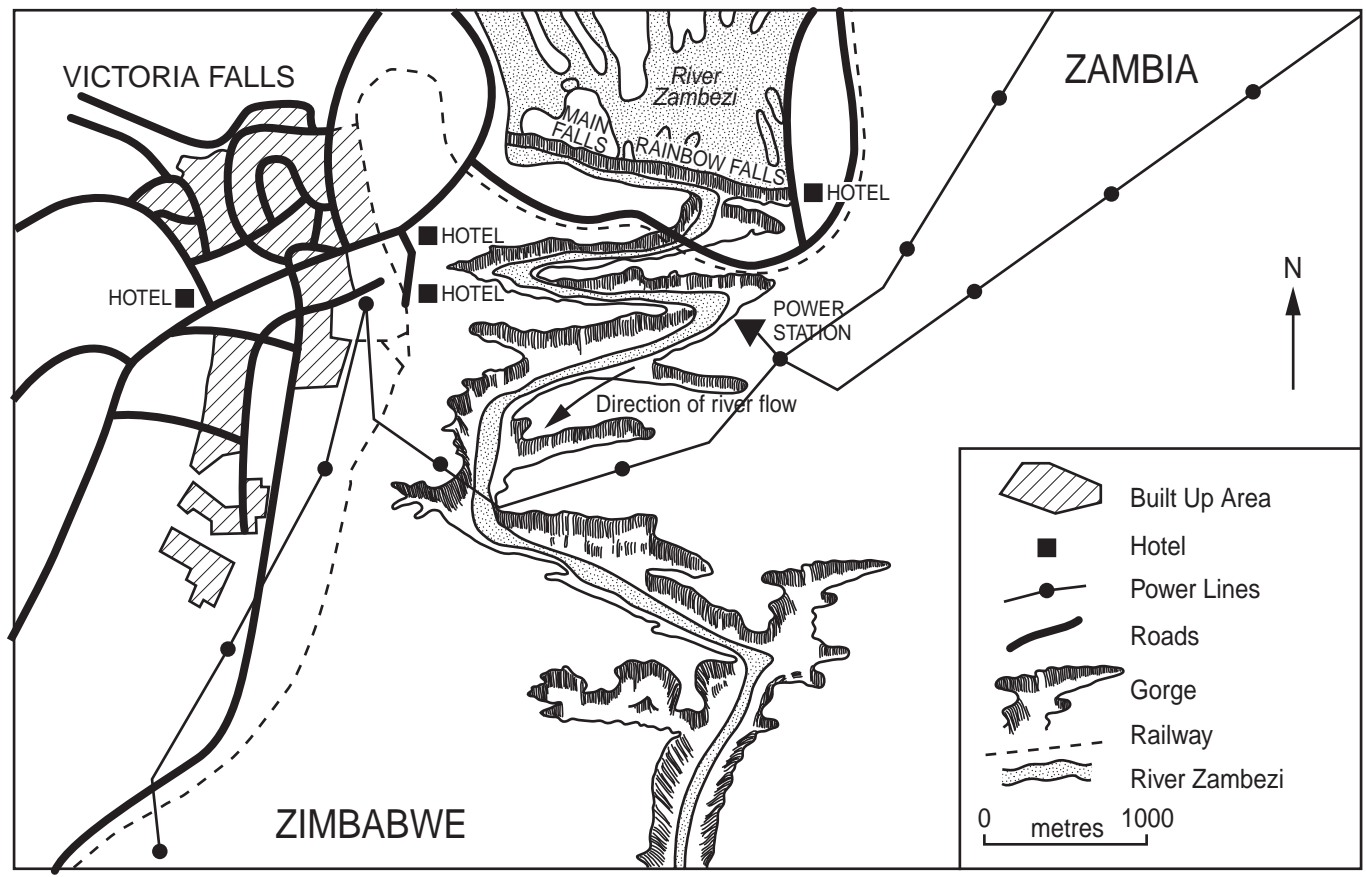 VICTORIA FALLS
River
Zambezi
ZAMBIA
MAIN
FALLS
RAINBOW FALLS
HOTEL
HOTEL
HOTEL
HOTEL
N
POWER
STATION
Direction of river flow
ZIMBABWE
Built Up Area
Hotel
Power Lines
Roads
Gorge
Railway
River Zambezi
0 metres 1000